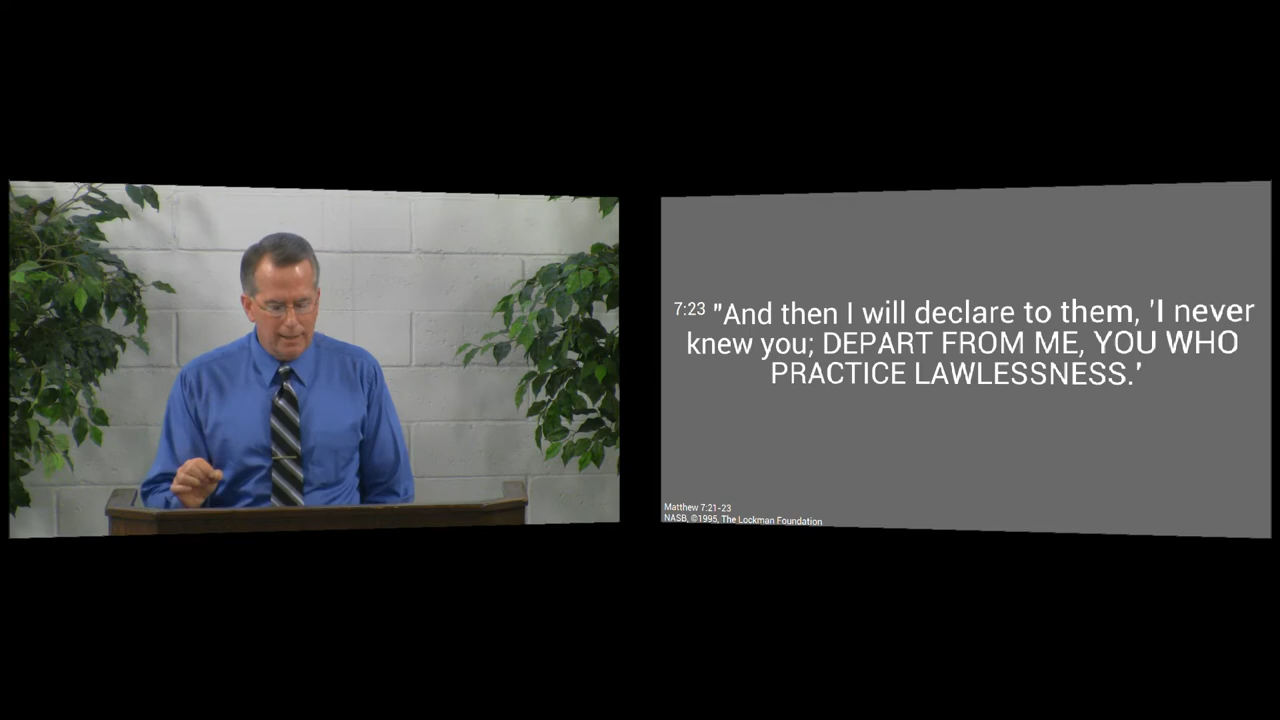 7:23 "And then I will declare to them, 'I never
knew you; DEPART FROM ME, YOU WHO
PRACTICE LAWLESSNESS.'
Matthew 7:21-23
NASB, ©1995, The Lockman Foundation